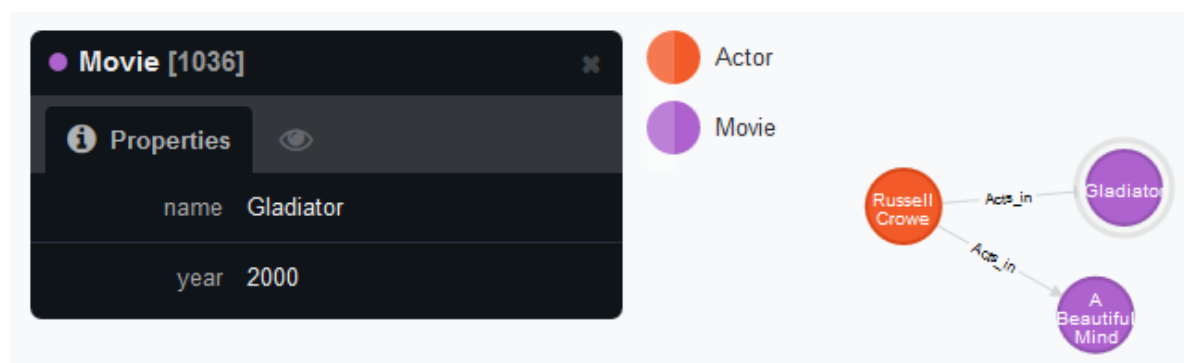 Movie [1036]
Properties
name Gladiator
year 2000
Actor
Movie
Russell
Crowe
Acts_in
Gladiator
Acts_in
A
Beautiful
Mind